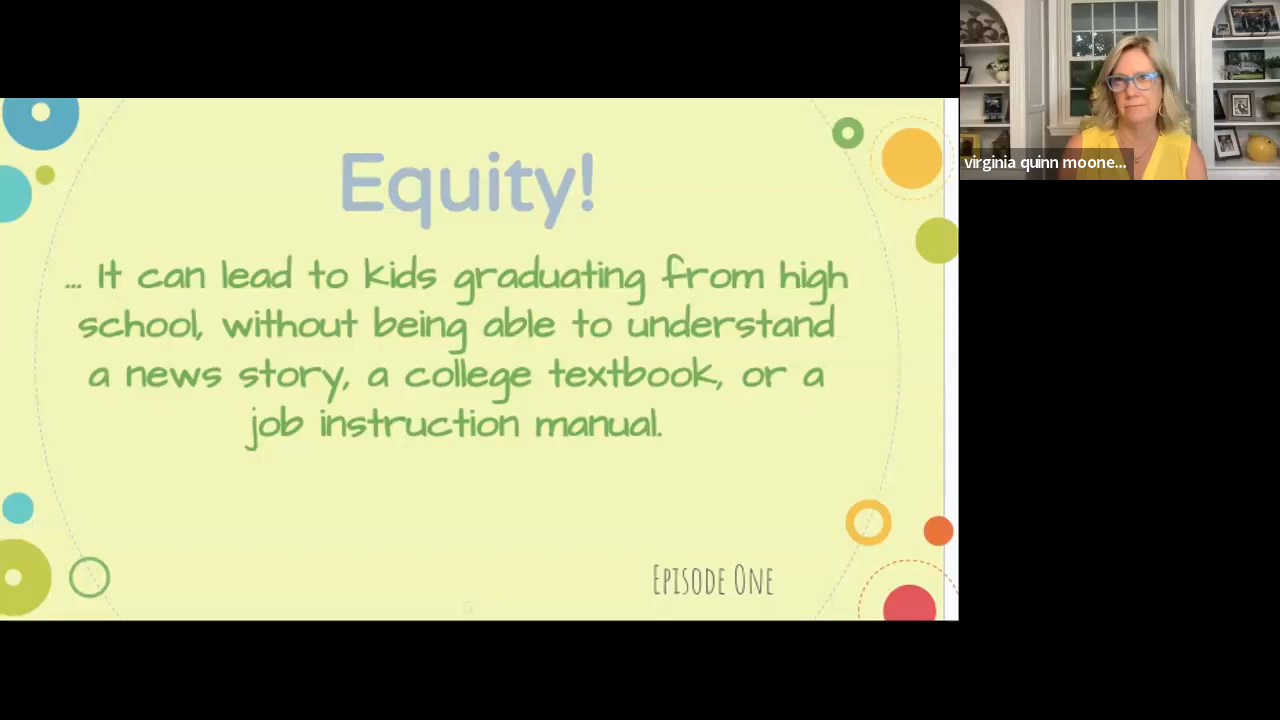 Equity!
... It can lead to kids graduating from high
school, without being able to understand
a news story, a college textbook, or a
job instruction manual.
Episode One
5
virginia quinn moone...